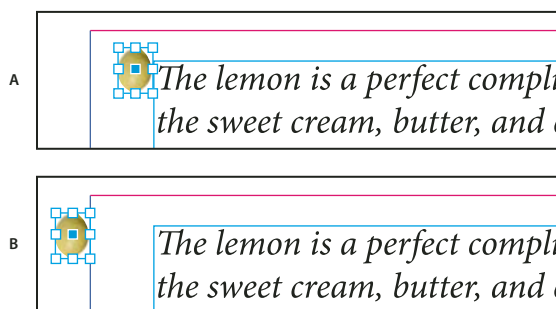 A
The lemon is a perfect compli
the sweet cream, butter, and
B
The lemon is a perfect compli
the sweet cream, butter, and